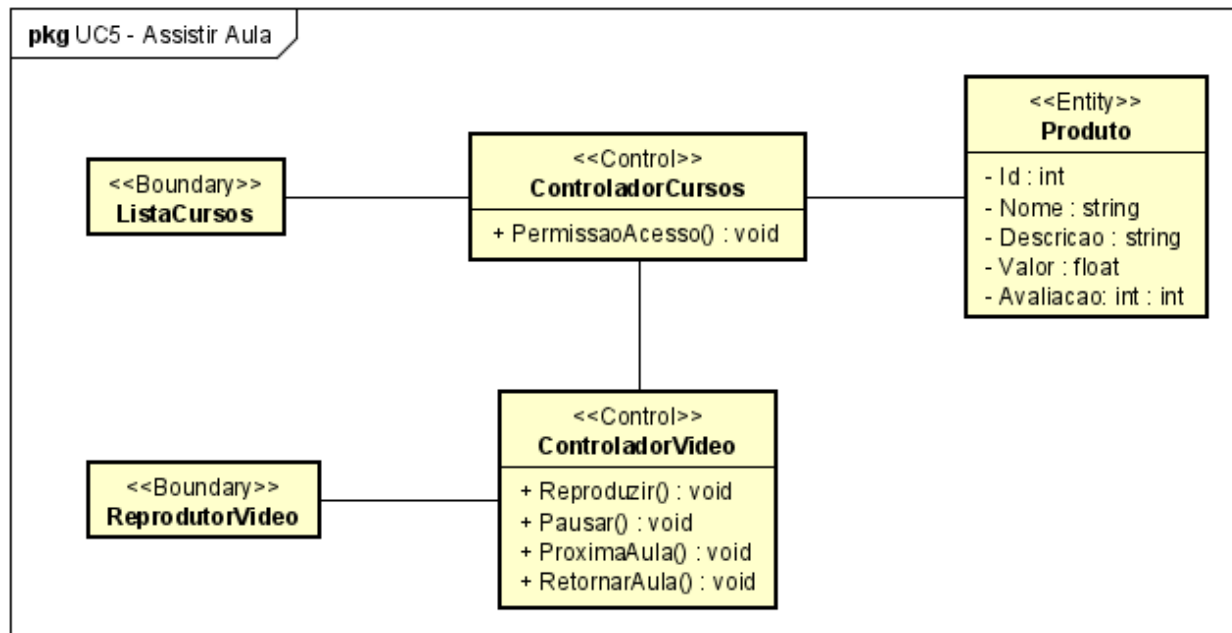 pkg UC5 - Assistir Aula
<<Boundary>>
ListaCursos
<<Control>>
ControladorCursos
+ PermissaoAcesso() : void
<<Entity>>
Produto
- Id : int
- Nome : string
- Descricao : string
- Valor : float
- Avaliacao: int : int
<<Boundary>>
ReprodutorVideo
<<Control>>
ControladorVideo
+ Reproduzir() : void
+ Pausar() : void
+ ProximaAula() : void
+ RetornarAula() : void